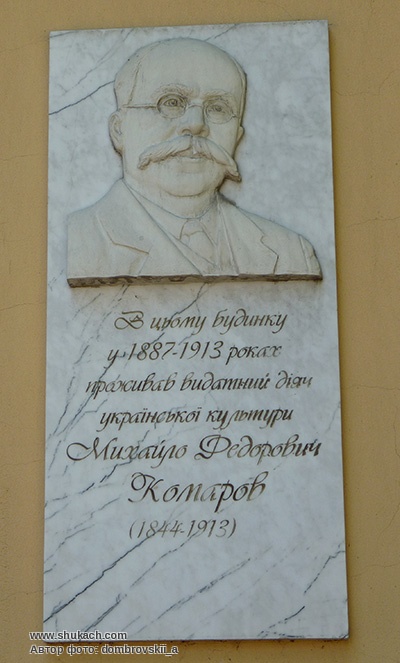 В цьому будинку
у 1887-1913 роках
проживав видатний діяч
української культури
Михайло Федорович
Комаров
(1844-1913)
www.shukach.com
Автор фото: dombrovskii_a